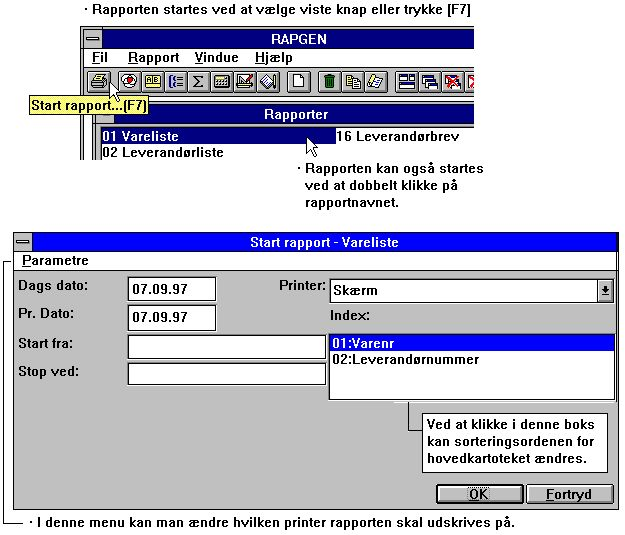 · Rapporten startes ved at vælge viste knap eller trykke [F7]
RAPGEN
Fil Rapport Vindue Hjælp
Start rapport...(F7)
Rapporter
01 Vareliste 16 Leverandørbrev
02 Leverandørliste
· Rapporten kan også startes
ved at dobbelt klikke på
rapportnavnet.
Start rapport - Vareliste
Parametre
Dags dato: 07.09.97 Printer: Skærm
Pr. Dato: 07.09.97 Index:
Start fra: 01:Varenr
02:Leverandørnummer
Stop ved:
Ved at klikke i denne boks
kan sorteringsordenen for
hovedkartoteket ændres.
OK Fortryd
· I denne menu kan man ændre hvilken printer rapporten skal udskrives på.